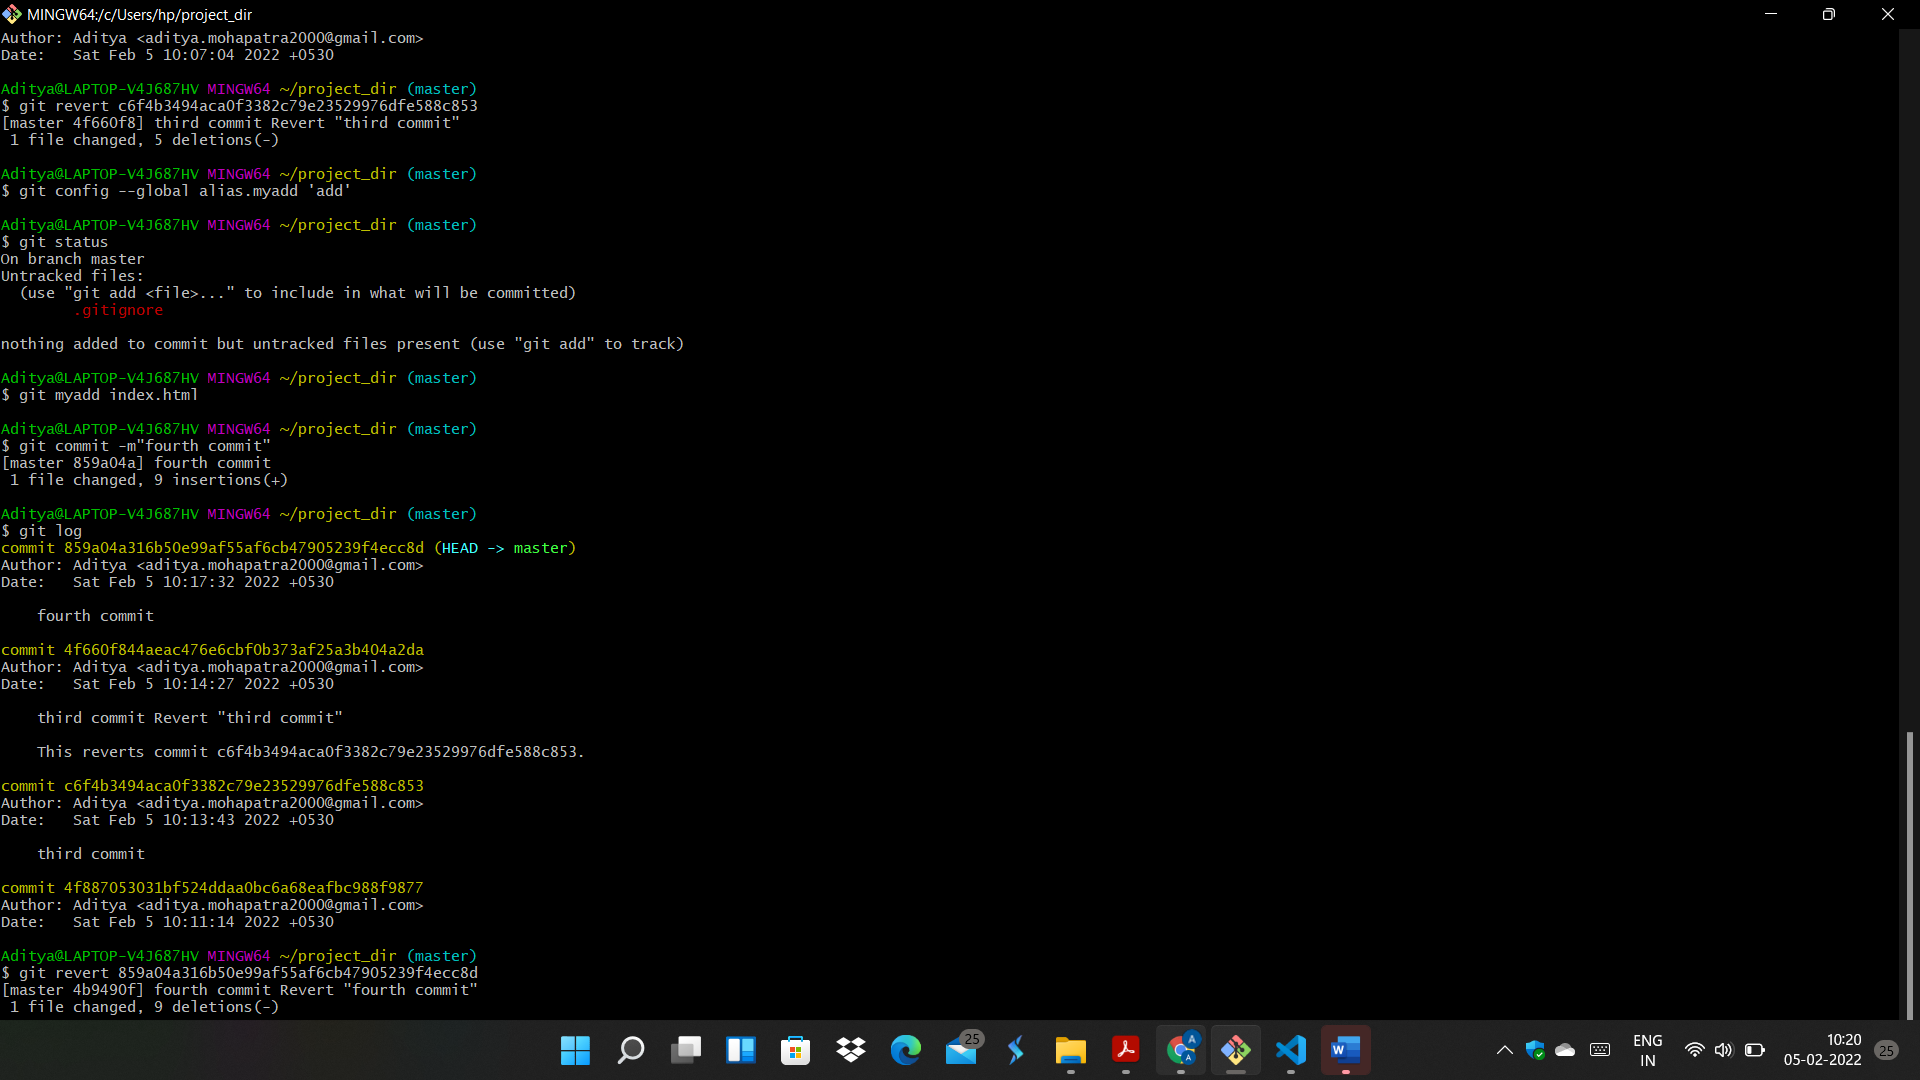 MINGW64:/c/Users/hp/project_dir
Author: Aditya <aditya.mohapatra2000@gmail.com>
Date:   Sat Feb 5 10:07:04 2022 +0530
Aditya@LAPTOP-V4J687HV MINGW64 ~/project_dir (master)
$ git revert c6f4b3494aca0f3382c79e23529976dfe588c853
[master 4f660f8] third commit Revert "third commit"
 1 file changed, 5 deletions(-)
Aditya@LAPTOP-V4J687HV MINGW64 ~/project_dir (master)
$ git config --global alias.myadd 'add'
Aditya@LAPTOP-V4J687HV MINGW64 ~/project_dir (master)
$ git status
On branch master
Untracked files:
  (use "git add <file>..." to include in what will be committed)
        .gitignore
nothing added to commit but untracked files present (use "git add" to track)
Aditya@LAPTOP-V4J687HV MINGW64 ~/project_dir (master)
$ git myadd index.html
Aditya@LAPTOP-V4J687HV MINGW64 ~/project_dir (master)
$ git commit -m"fourth commit"
[master 859a04a] fourth commit
 1 file changed, 9 insertions(+)
Aditya@LAPTOP-V4J687HV MINGW64 ~/project_dir (master)
$ git log
commit 859a04a316b50e99af55af6cb47905239f4ecc8d (HEAD -> master)
Author: Aditya <aditya.mohapatra2000@gmail.com>
Date:   Sat Feb 5 10:17:32 2022 +0530
    fourth commit
commit 4f660f844aeac476e6cbf0b373af25a3b404a2da
Author: Aditya <aditya.mohapatra2000@gmail.com>
Date:   Sat Feb 5 10:14:27 2022 +0530
    third commit Revert "third commit"
    This reverts commit c6f4b3494aca0f3382c79e23529976dfe588c853.
commit c6f4b3494aca0f3382c79e23529976dfe588c853
Author: Aditya <aditya.mohapatra2000@gmail.com>
Date:   Sat Feb 5 10:13:43 2022 +0530
    third commit
commit 4f887053031bf524ddaa0bc6a68eafbc988f9877
Author: Aditya <aditya.mohapatra2000@gmail.com>
Date:   Sat Feb 5 10:11:14 2022 +0530
Aditya@LAPTOP-V4J687HV MINGW64 ~/project_dir (master)
$ git revert 859a04a316b50e99af55af6cb47905239f4ecc8d
[master 4b9490f] fourth commit Revert "fourth commit"
 1 file changed, 9 deletions(-)
25
A
A
W
ENG
IN
10:20
05-02-2022
25